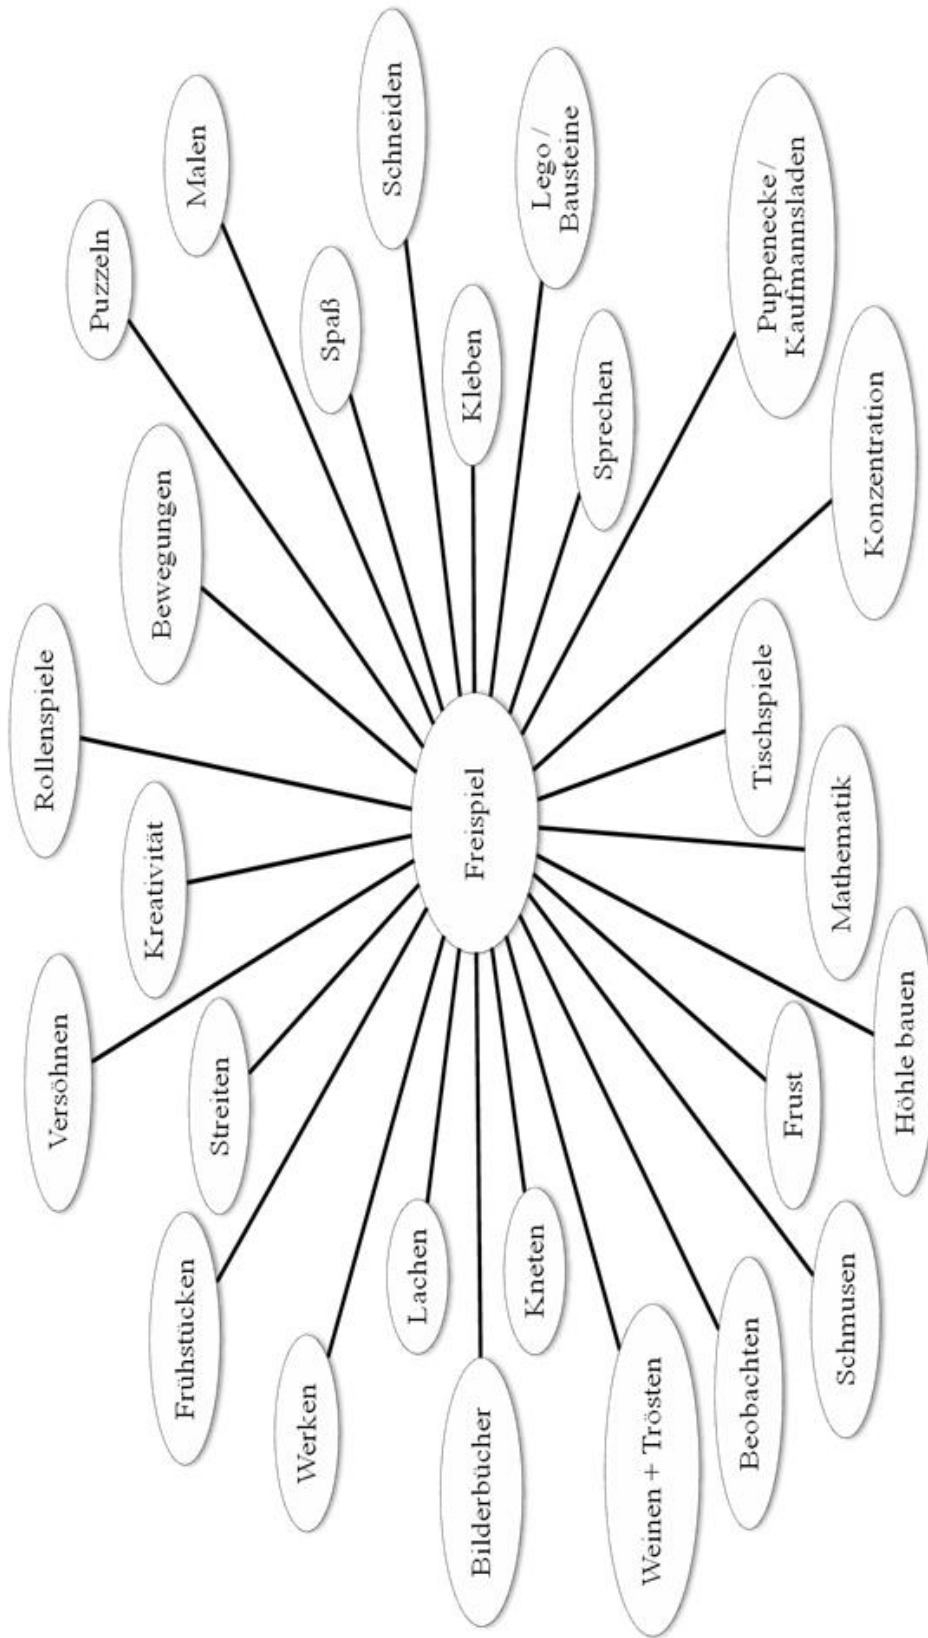 Freispiel
Rollenspiele
Bewegungen
Puzzeln
Malen
Spaß
Schneiden
Kleben
Lego /
Bausteine
Sprechen
Puppenecke/
Kaufmannsladen
Konzentration
Tischspiele
Mathematik
Höhle bauen
Frust
Schmusen
Beobachten
Weinen + Trösten
Kneten
Bilderbücher
Lachen
Werken
Frühstücken
Streiten
Versöhnen
Kreativität